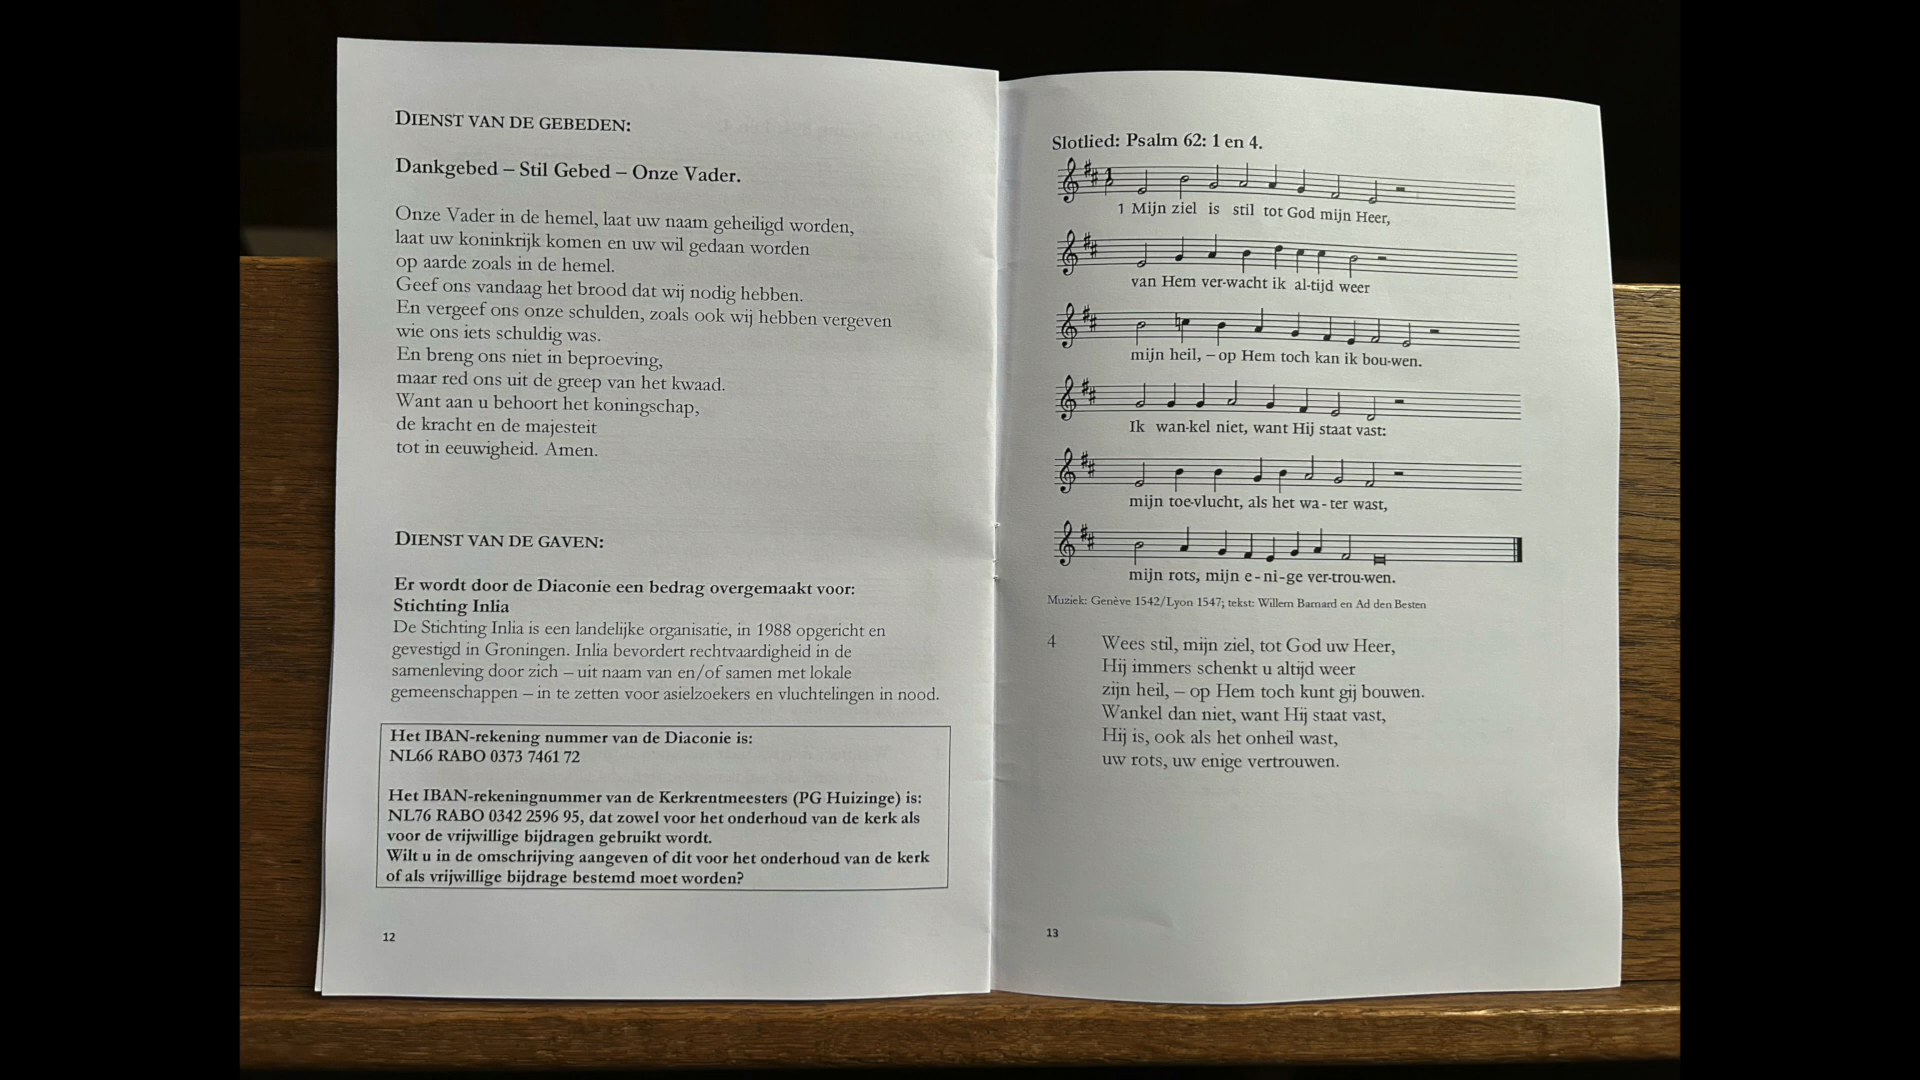 DIENST VAN DE GEBEDEN:
Dankgebed – Stil Gebed – Onze Vader.
Onze Vader in de hemel, laat uw naam geheiligd worden,
laat uw koninkrijk komen en uw wil gedaan worden
op aarde zoals in de hemel.
Geef ons vandaag het brood dat wij nodig hebben.
En vergeef ons onze schulden, zoals ook wij hebben vergeven
wie ons iets schuldig was.
En breng ons niet in beproeving,
maar red ons uit de greep van het kwaad.
Want aan u behoort het koningschap,
de kracht en de majesteit
tot in eeuwigheid. Amen.
DIENST VAN DE GAVEN:
Er wordt door de Diaconie een bedrag overgemaakt voor:
Stichting Inlia
De Stichting Inlia is een landelijke organisatie, in 1988 opgericht en
gevestigd in Groningen. Inlia bevordert rechtvaardigheid in de
samenleving door zich – uit naam van en/of samen met lokale
gemeenschappen – in te zetten voor asielzoekers en vluchtelingen in nood.
Het IBAN-rekening nummer van de Diaconie is:
NL66 RABO 0373 7461 72
Het IBAN-rekeningnummer van de Kerkrentmeesters (PG Huizinge) is:
NL76 RABO 0342 2596 95, dat zowel voor het onderhoud van de kerk als
voor de vrijwillige bijdragen gebruikt wordt.
Wilt u in de omschrijving aangeven of dit voor het onderhoud van de kerk
of als vrijwillige bijdrage bestemd moet worden?
12
Slotlied: Psalm 62: 1 en 4.
1 Mijn ziel is stil tot God mijn Heer,
van Hem ver-wacht ik al-tijd weer
mijn heil, – op Hem toch kan ik bou-wen.
Ik wan-kel niet, want Hij staat vast:
mijn toe-vlucht, als het wa-ter wast,
mijn rots, mijn e-ni-ge ver-trou-wen.
Muziek: Genève 1542/Lyon 1547; tekst: Willem Barnard en Ad den Besten
4 Wees stil, mijn ziel, tot God uw Heer,
Hij immers schenkt u altijd weer
zijn heil, – op Hem toch kunt gij bouwen.
Wankel dan niet, want Hij staat vast,
Hij is, ook als het onheil wast,
uw rots, uw enige vertrouwen.
13